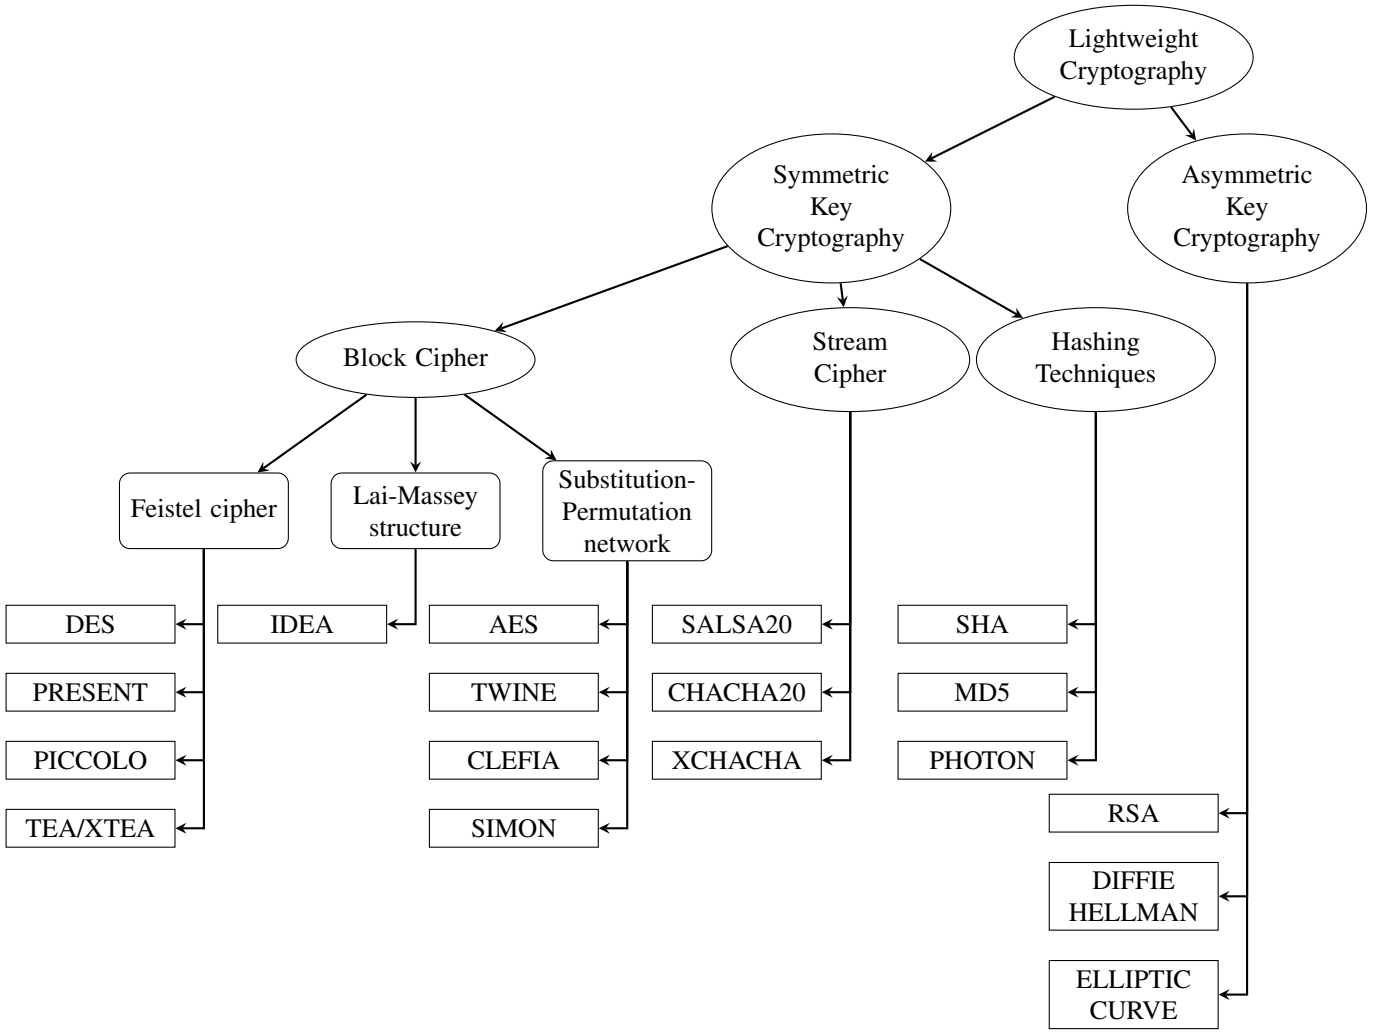 Lightweight
Cryptography
Symmetric
Key
Cryptography
Asymmetric
Key
Cryptography
Block Cipher
Stream
Cipher
Hashing
Techniques
Feistel cipher
Lai-Massey
structure
Substitution-
Permutation
network
DES
IDEA
AES
SALSA20
SHA
PRESENT
TWINE
CHACHA20
MD5
PICCOLO
CLEFIA
XCHACHA
PHOTON
TEA/XTEA
SIMON
RSA
DIFFIE
HELLMAN
ELLIPTIC
CURVE